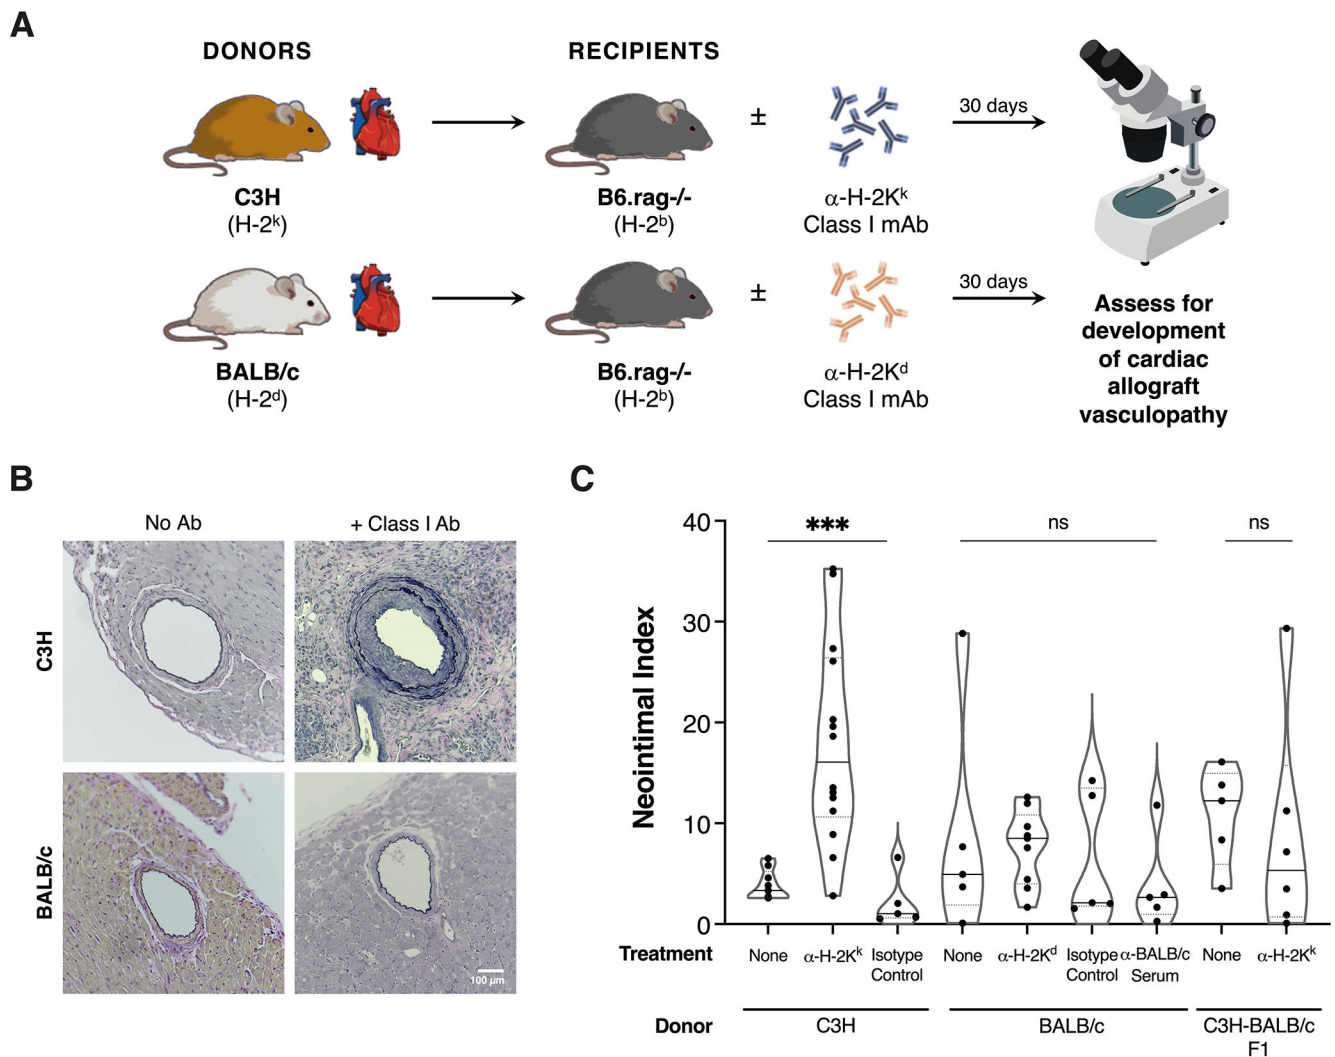 A
DONORS
RECIPIENTS
30 days
C3H
(H-2ᵏ)
B6.rag-/-
(H-2ᵇ)
±
α-H-2Kᵏ
Class I mAb
30 days
BALB/c
(H-2ᵈ)
B6.rag-/-
(H-2ᵇ)
±
α-H-2Kᵈ
Class I mAb
Assess for
development
of cardiac
allograft
vasculopathy
B
No Ab
+ Class I Ab
C3H
BALB/c
100 µm
C
Neointimal Index
40
30
20
10
0
***
ns
ns
Treatment
None
α-H-2Kᵏ
Isotype
Control
None
α-H-2Kᵈ
Isotype
Control
α-BALB/c
Serum
None
α-H-2Kᵏ
Donor
C3H
BALB/c
C3H-BALB/c
F1